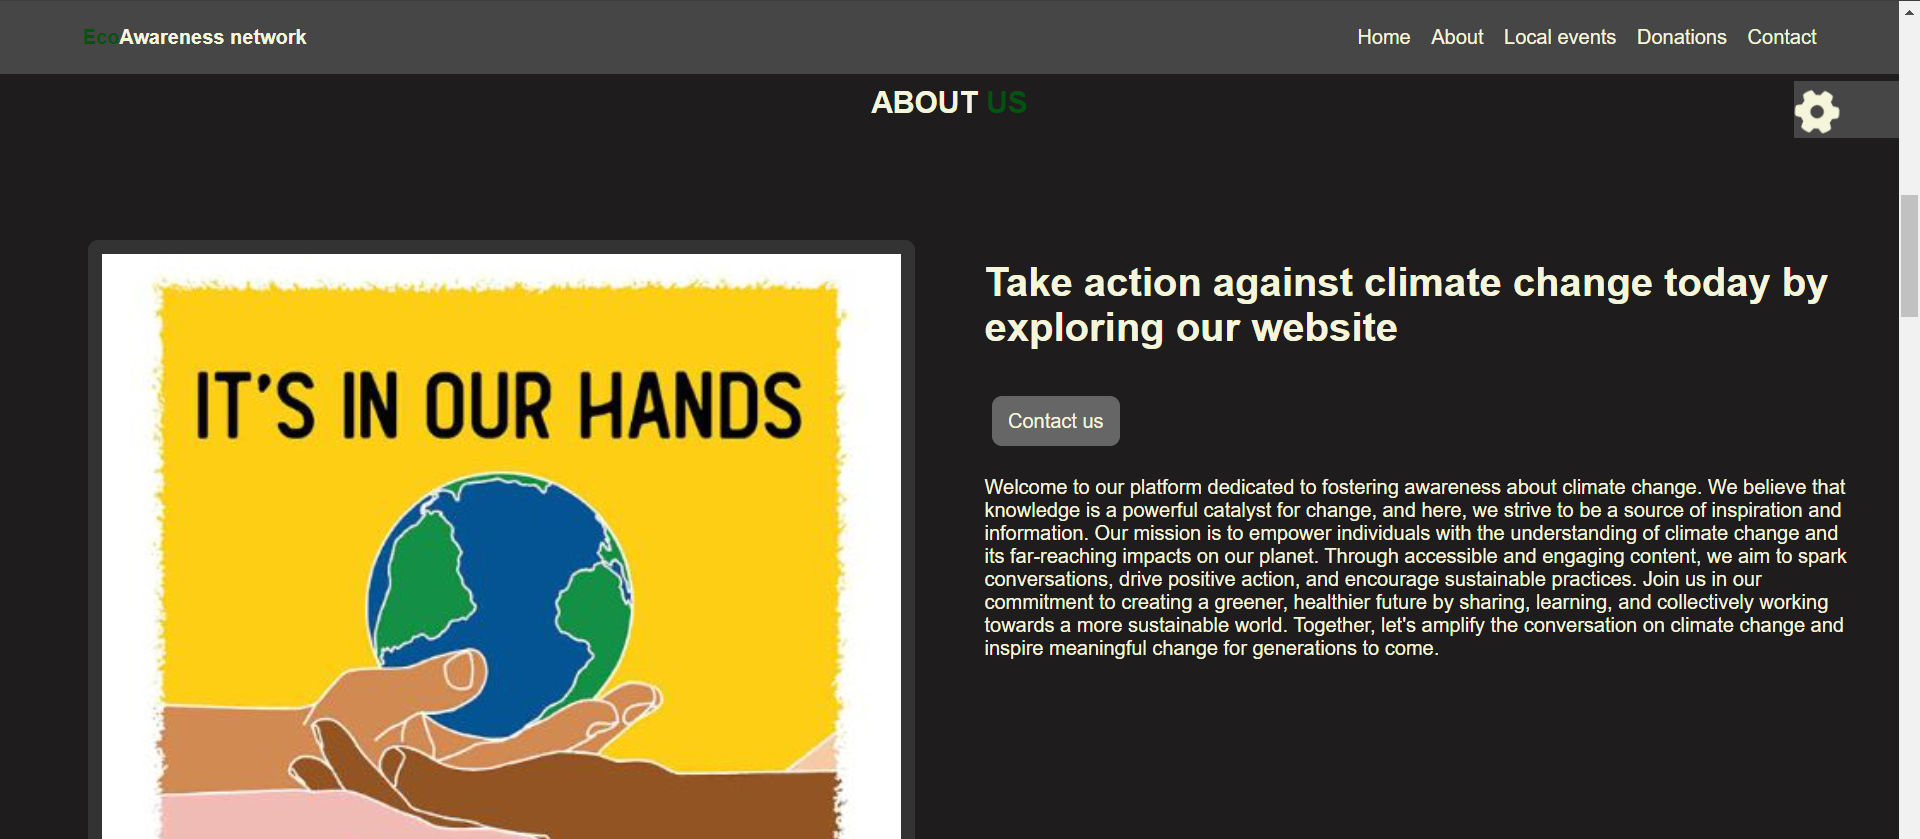 EcoAwareness network
Home About Local events Donations Contact
ABOUT US
IT'S IN OUR HANDS
Take action against climate change today by
exploring our website
Contact us
Welcome to our platform dedicated to fostering awareness about climate change. We believe that
knowledge is a powerful catalyst for change, and here, we strive to be a source of inspiration and
information. Our mission is to empower individuals with the understanding of climate change and
its far-reaching impacts on our planet. Through accessible and engaging content, we aim to spark
conversations, drive positive action, and encourage sustainable practices. Join us in our
commitment to creating a greener, healthier future by sharing, learning, and collectively working
towards a more sustainable world. Together, let's amplify the conversation on climate change and
inspire meaningful change for generations to come.